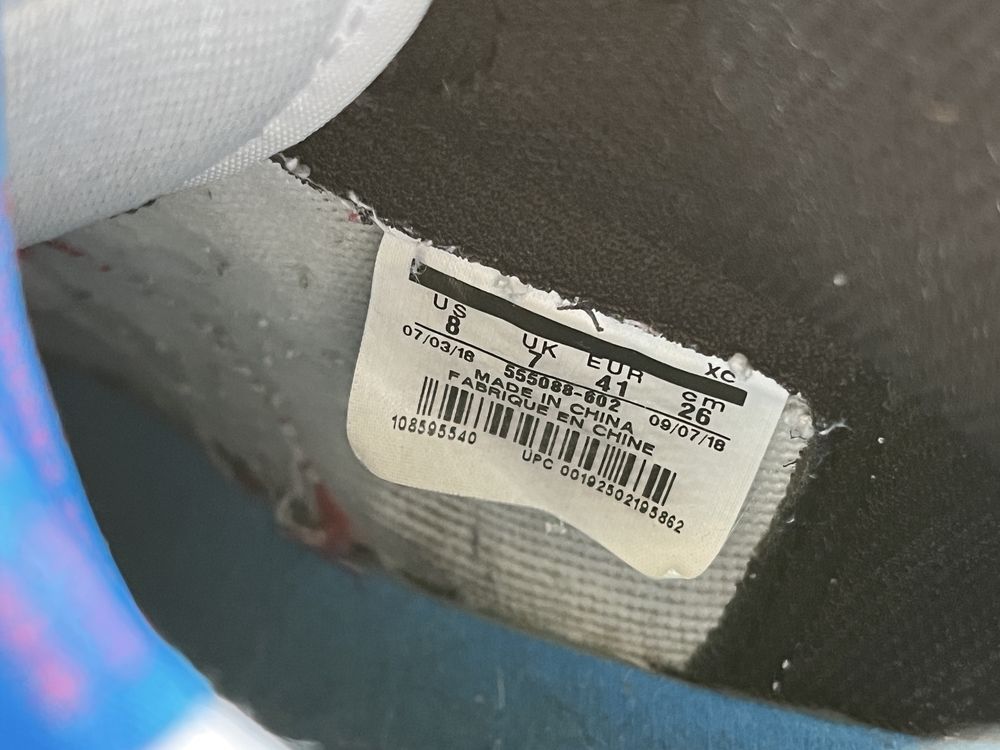 XC
US UK EUR cm
8 7 41 26
07/03/18 555088-602 09/07/18
MADE IN CHINA
FABRIQUE EN CHINE
108595540
UPC 00192502195862